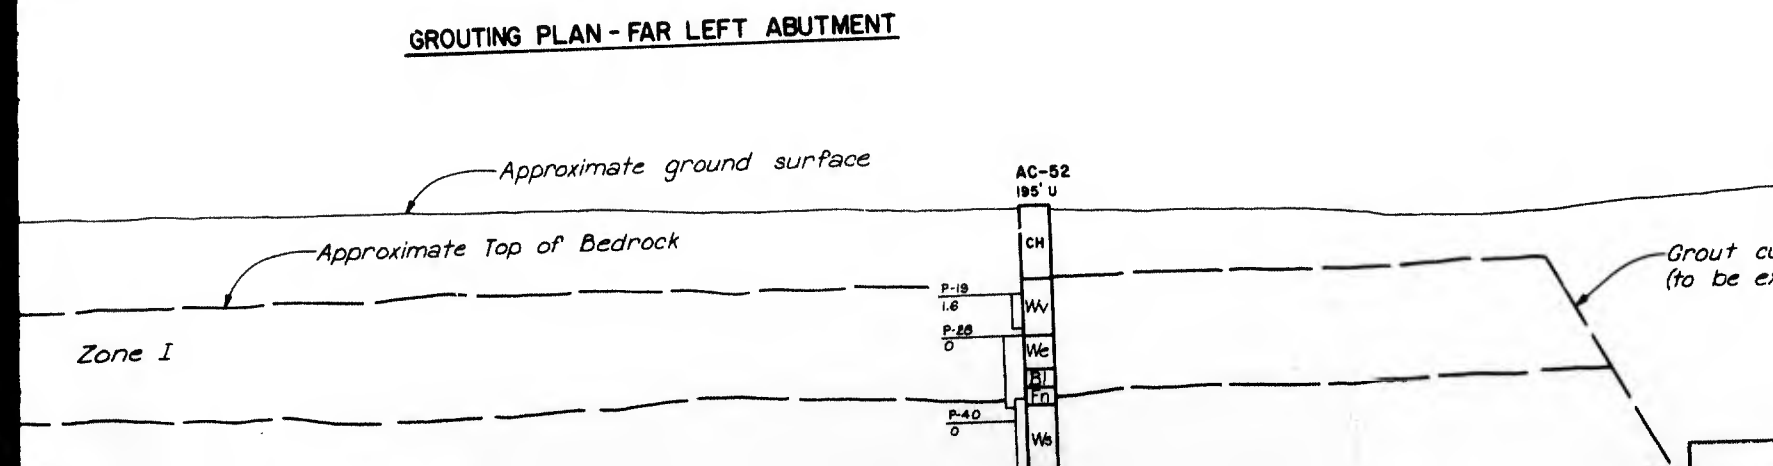 GROUTING PLAN - FAR LEFT ABUTMENT
Approximate ground surface
AC-52
195' U
Approximate Top of Bedrock
CH
Grout
(to be
P-19
1.6
Wv
Zone I
P-28
0
We
Bl
Fn
P-40
0
Ws